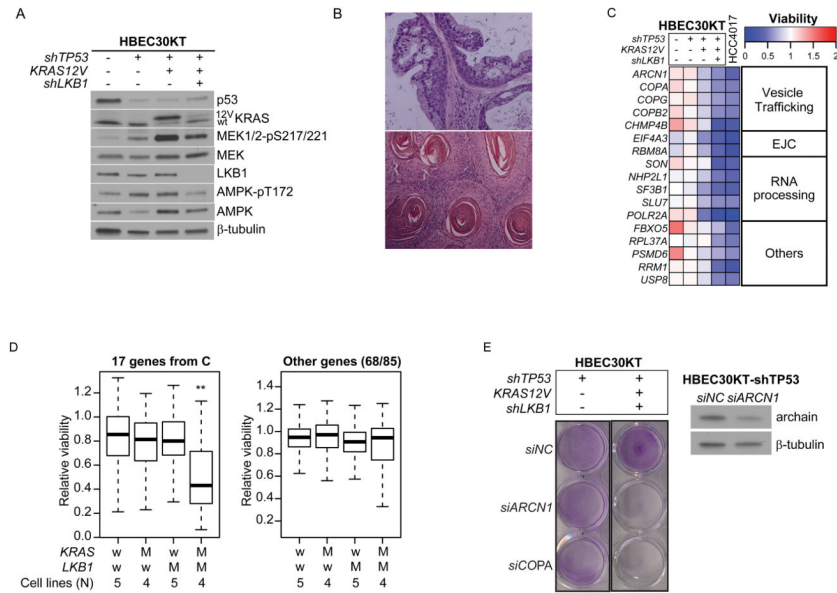 A
HBEC30KT
shTP53 - + + +
KRAS12V + +
shLKB1 +
p53
12V
wt KRAS
MEK1/2-pS217/221
MEK
LKB1
AMPK-pT172
AMPK
β-tubulin
B
C
HBEC30KT
HCC4017
Viability
0 1 2
shTP53 - + + +
KRAS12V - - + +
shLKB1 - - - +
ARCN1
COPA
COPG
COPB2
CHMP4B
EIF4A3
RBM8A
SON
NHP2L1
SF3B1
SLU7
POLR2A
FBXO5
RPL37A
PSMD6
RRM1
USP8
Vesicle
Trafficking
EJC
RNA
processing
Others
D
17 genes from C
Relative viability
1.2
1.0
0.8
0.6
0.4
0.2
0.0
**
KRAS w M w M
LKB1 w w M M
Cell lines (N) 5 4 5 4
Other genes (68/85)
Relative viability
1.4
1.2
1.0
0.8
0.6
0.4
0.2
w M w M
w w M M
5 4 5 4
E
HBEC30KT
shTP53 + +
KRAS12V - +
shLKB1 - +
siNC
siARCN1
siCOPA
HBEC30KT-shTP53
siNC siARCN1
archain
β-tubulin